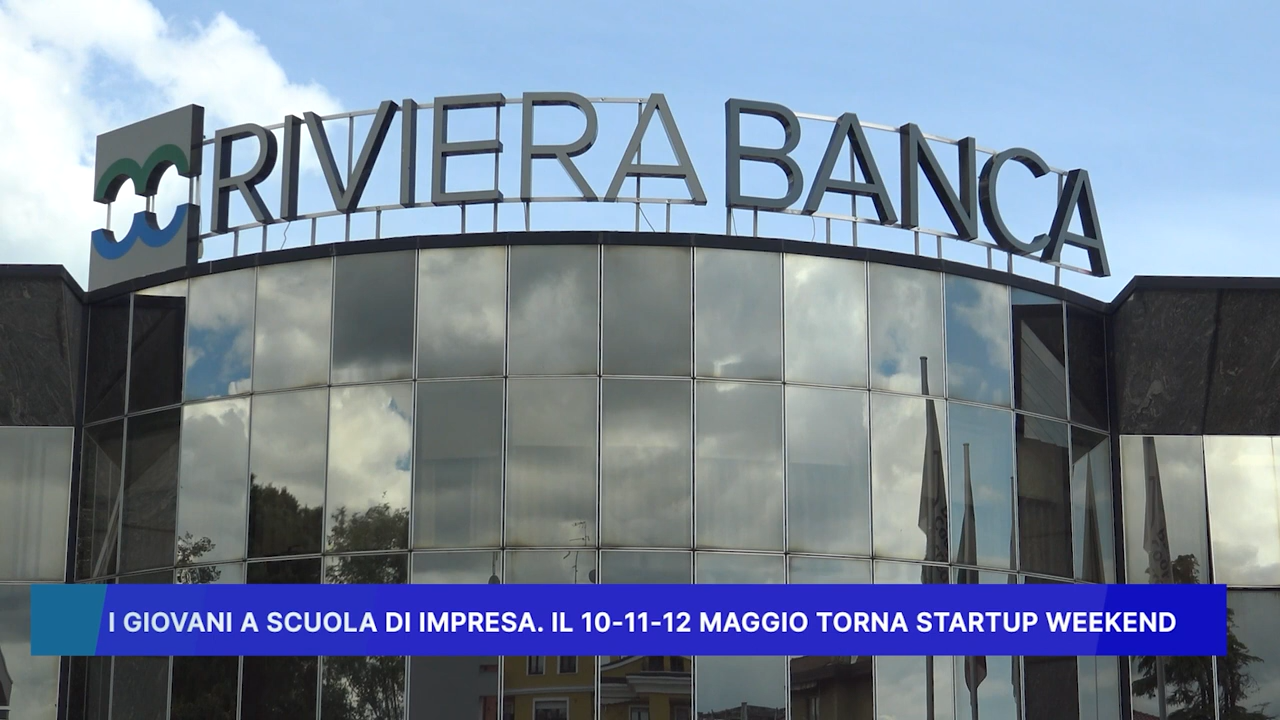 RIVIERA BANCA
I GIOVANI A SCUOLA DI IMPRESA. IL 10-11-12 MAGGIO TORNA STARTUP WEEKEND